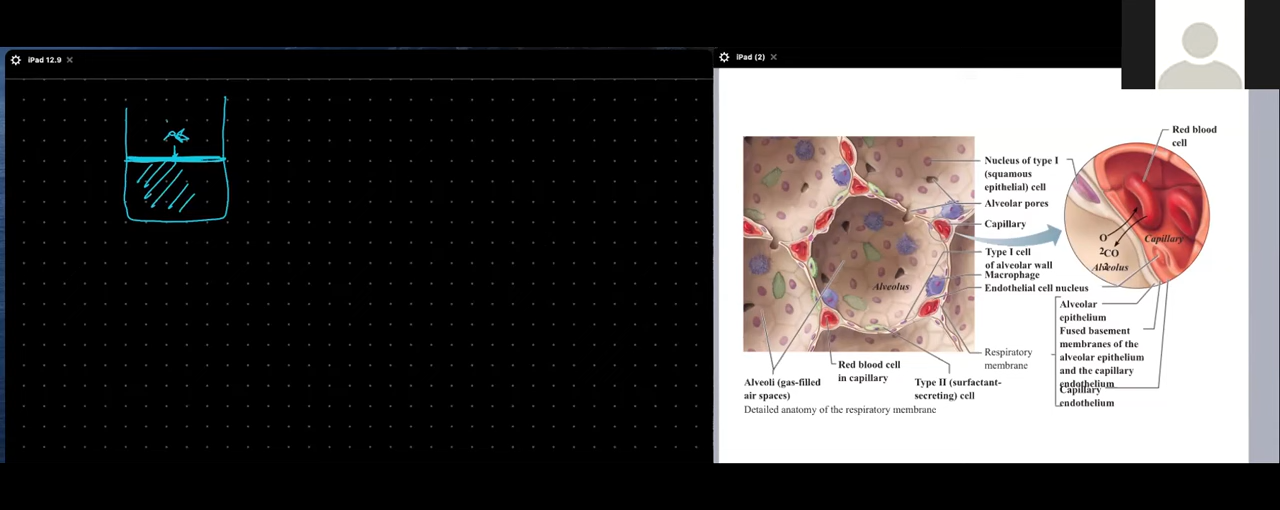 iPad 12.9
iPad (2)
Red blood
cell
Nucleus of type I
(squamous
epithelial) cell
Alveolar pores
Capillary
Type I cell
of alveolar wall
Macrophage
Endothelial cell nucleus
Alveolus
O
2CO
2
Capillary
Alveolus
Alveolar
epithelium
Fused basement
membranes of the
alveolar epithelium
and the capillary
endothelium
Capillary
endothelium
Respiratory
membrane
Red blood cell
in capillary
Alveoli (gas-filled
air spaces)
Type II (surfactant-
secreting) cell
Detailed anatomy of the respiratory membrane